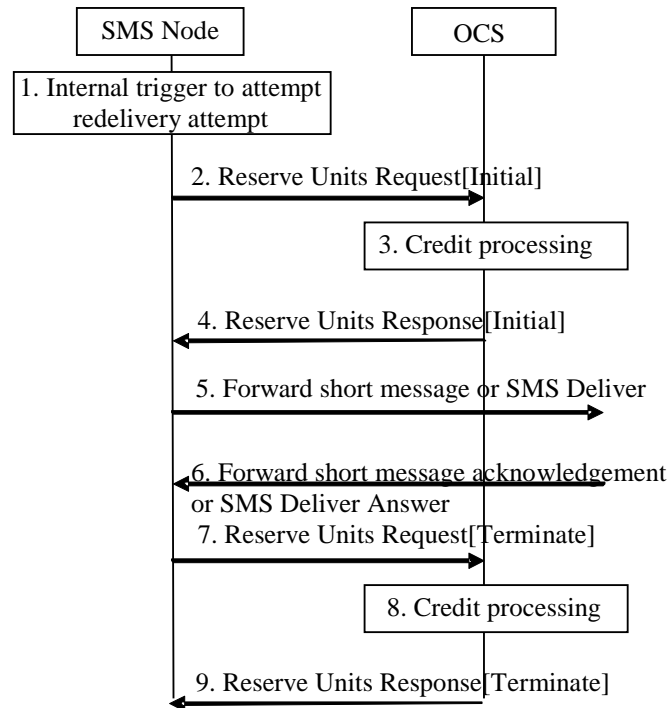 SMS Node
OCS
1. Internal trigger to attempt
redelivery attempt
2. Reserve Units Request[Initial]
3. Credit processing
4. Reserve Units Response[Initial]
5. Forward short message or SMS Deliver
6. Forward short message acknowledgement
or SMS Deliver Answer
7. Reserve Units Request[Terminate]
8. Credit processing
9. Reserve Units Response[Terminate]